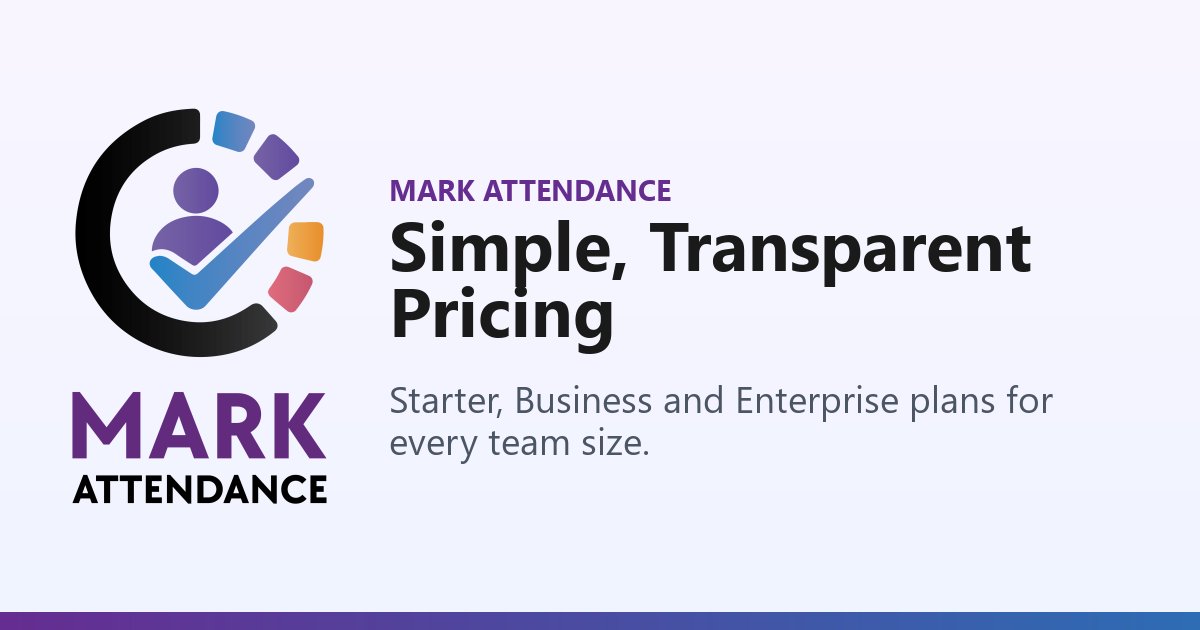 MARK
ATTENDANCE
MARK ATTENDANCE
Simple, Transparent
Pricing
Starter, Business and Enterprise plans for
every team size.